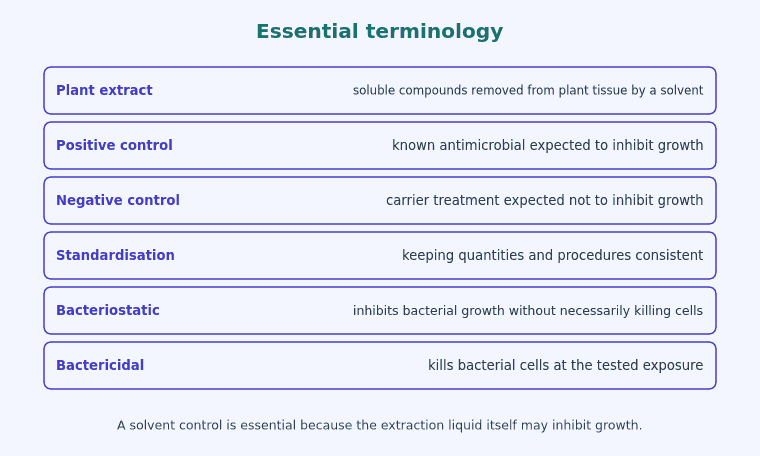 Essential terminology
Plant extract soluble compounds removed from plant tissue by a solvent
Positive control known antimicrobial expected to inhibit growth
Negative control carrier treatment expected not to inhibit growth
Standardisation keeping quantities and procedures consistent
Bacteriostatic inhibits bacterial growth without necessarily killing cells
Bactericidal kills bacterial cells at the tested exposure
A solvent control is essential because the extraction liquid itself may inhibit growth.